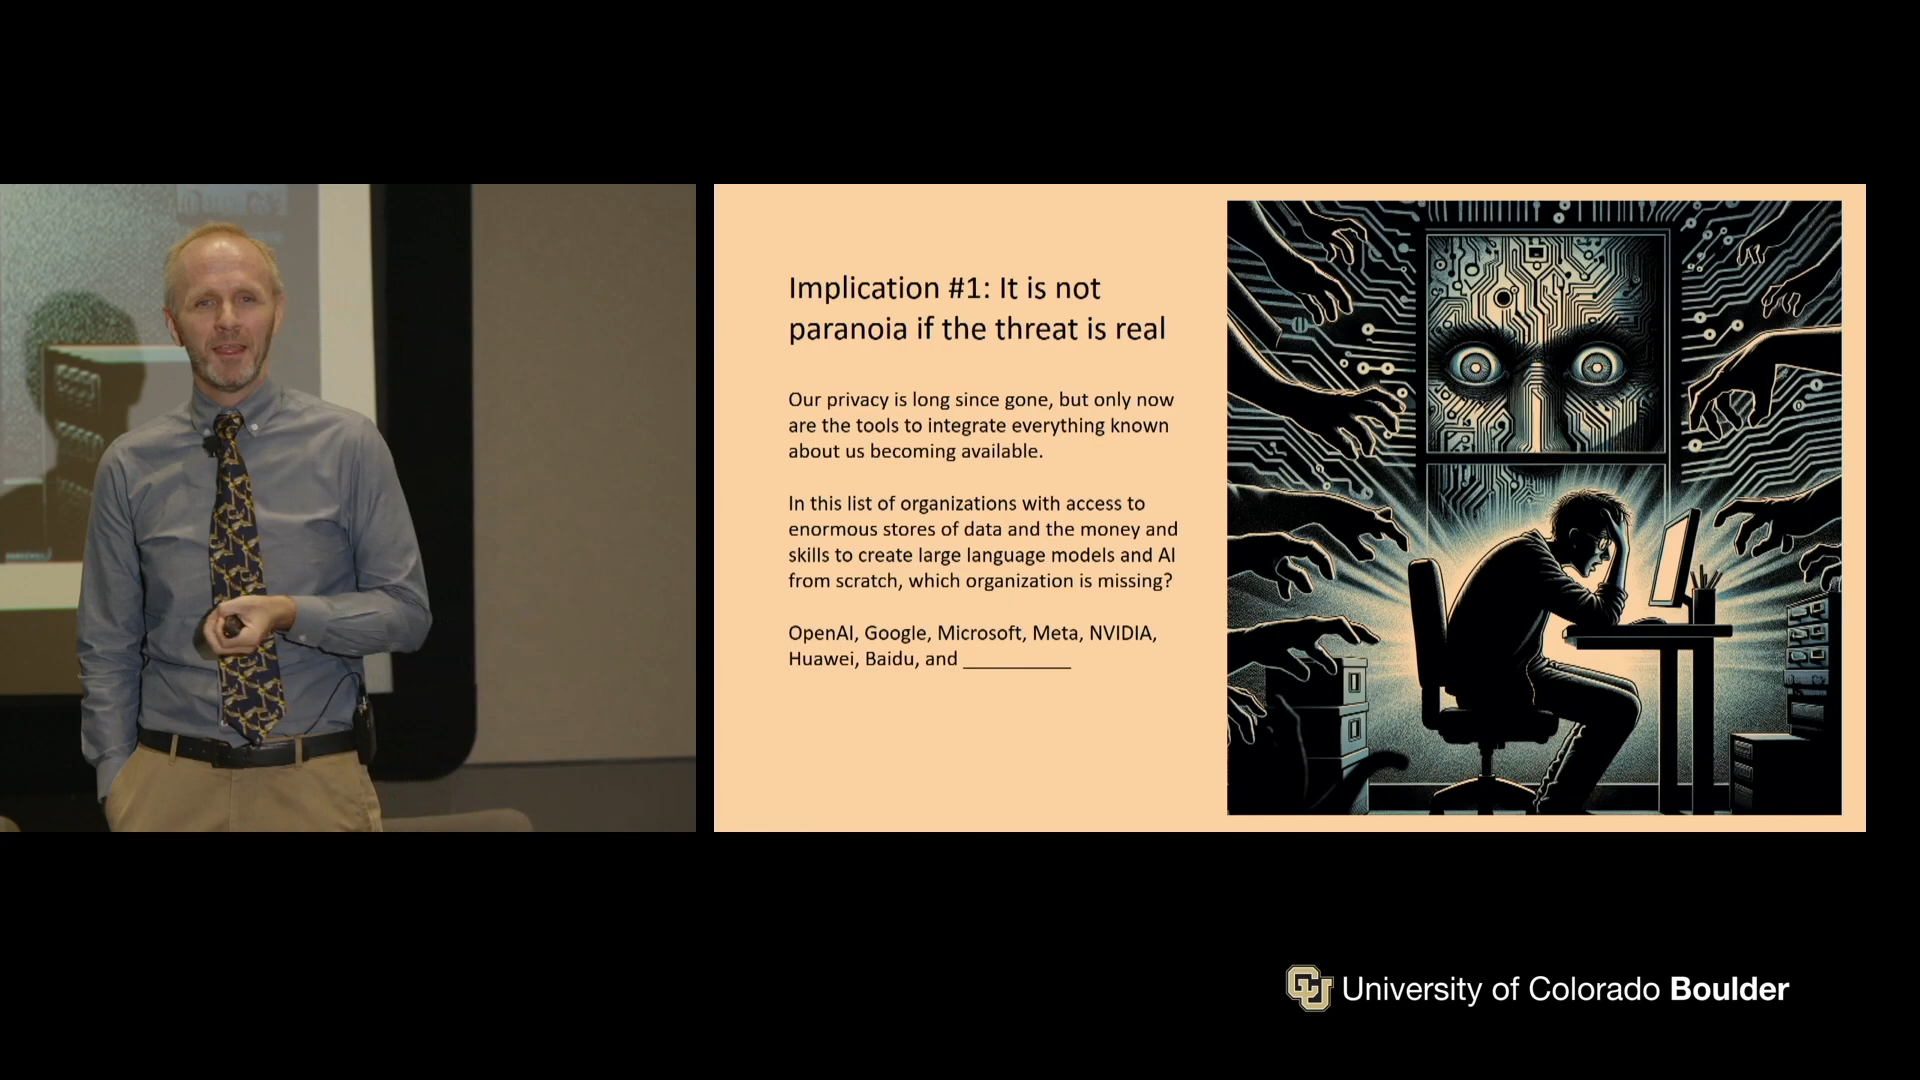 Implication #1: It is not
paranoia if the threat is real
Our privacy is long since gone, but only now
are the tools to integrate everything known
about us becoming available.
In this list of organizations with access to
enormous stores of data and the money and
skills to create large language models and AI
from scratch, which organization is missing?
OpenAI, Google, Microsoft, Meta, NVIDIA,
Huawei, Baidu, and __________
CU University of Colorado Boulder